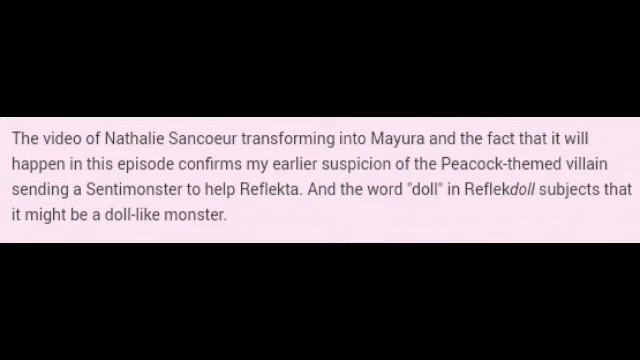 The video of Nathalie Sancoeur transforming into Mayura and the fact that it will
happen in this episode confirms my earlier suspicion of the Peacock-themed villain
sending a Sentimonster to help Reflekta. And the word "doll" in Reflekdoll subjects that
it might be a doll-like monster.